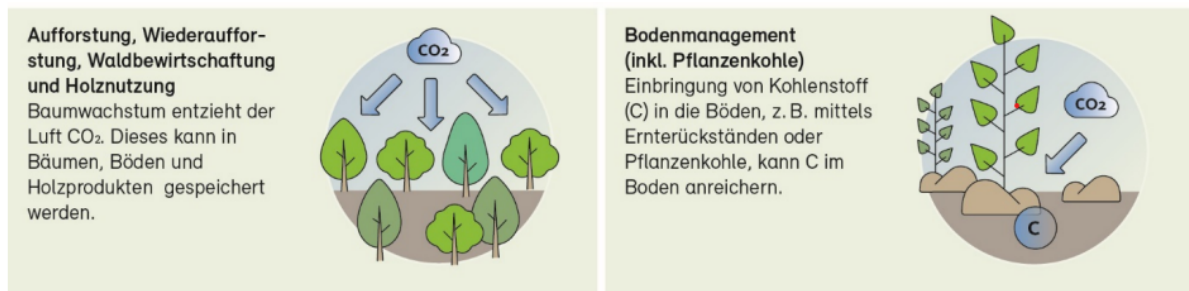 Aufforstung, Wiederauffor-
stung, Waldbewirtschaftung
und Holznutzung
Baumwachstum entzieht der
Luft CO₂. Dieses kann in
Bäumen, Böden und
Holzprodukten gespeichert
werden.
CO₂
Bodenmanagement
(inkl. Pflanzenkohle)
Einbringung von Kohlenstoff
(C) in die Böden, z. B. mittels
Ernterückständen oder
Pflanzenkohle, kann C im
Boden anreichern.
CO₂
C